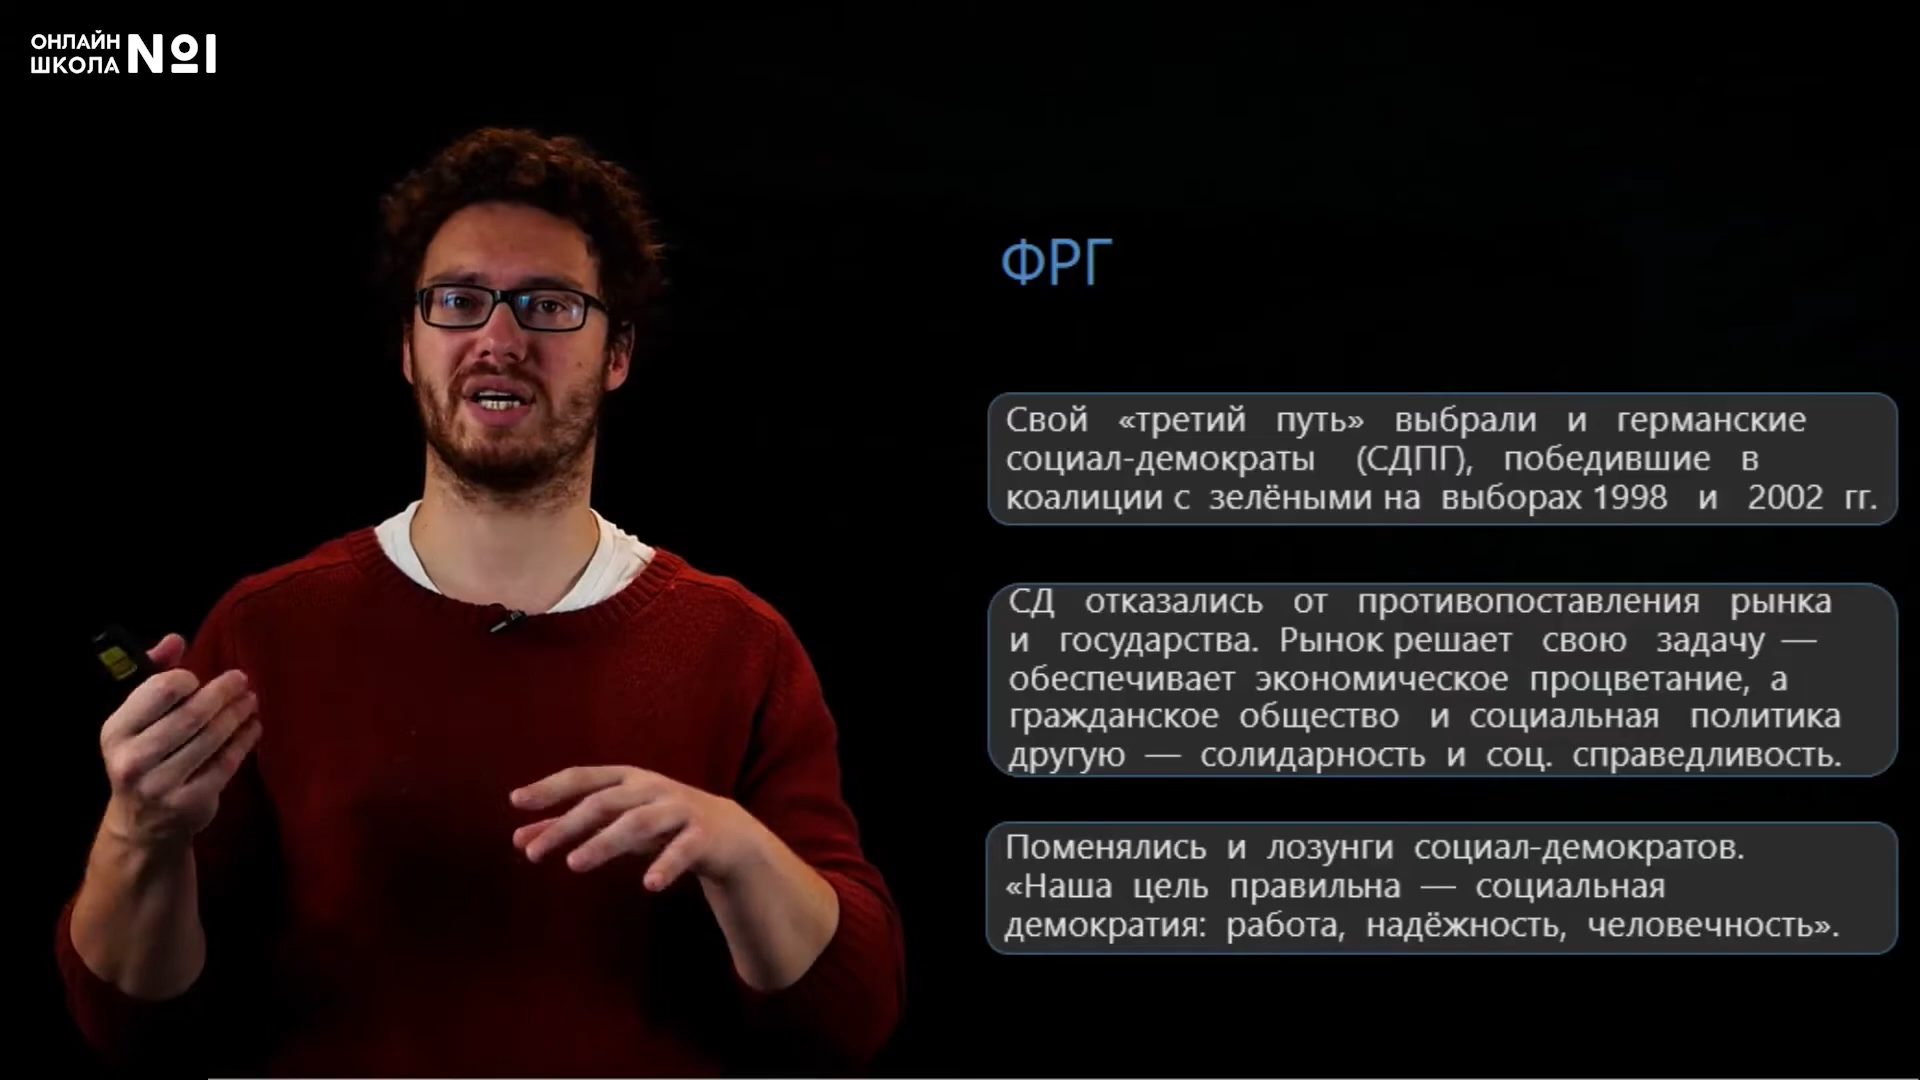 ОНЛАЙН
ШКОЛА №1
ФРГ
Свой «третий путь» выбрали и германские
социал-демократы (СДПГ), победившие в
коалиции с зелёными на выборах 1998 и 2002 гг.
СД отказались от противопоставления рынка
и государства. Рынок решает свою задачу —
обеспечивает экономическое процветание, а
гражданское общество и социальная политика
другую — солидарность и соц. справедливость.
Поменялись и лозунги социал-демократов.
«Наша цель правильна — социальная
демократия: работа, надёжность, человечность».